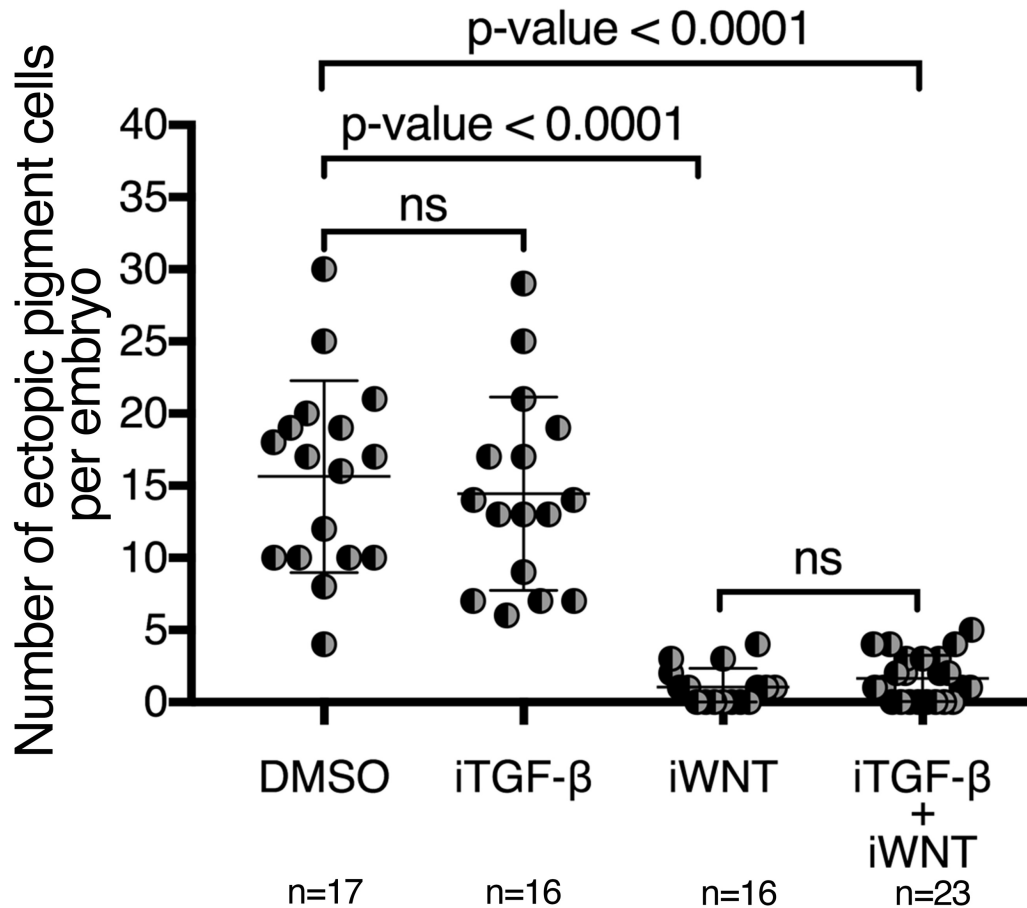 p-value < 0.0001
p-value < 0.0001
ns
ns
Number of ectopic pigment cells
per embryo
40
35
30
25
20
15
10
5
0
DMSO
iTGF-β
iWNT
iTGF-β
+
iWNT
n=17
n=16
n=16
n=23